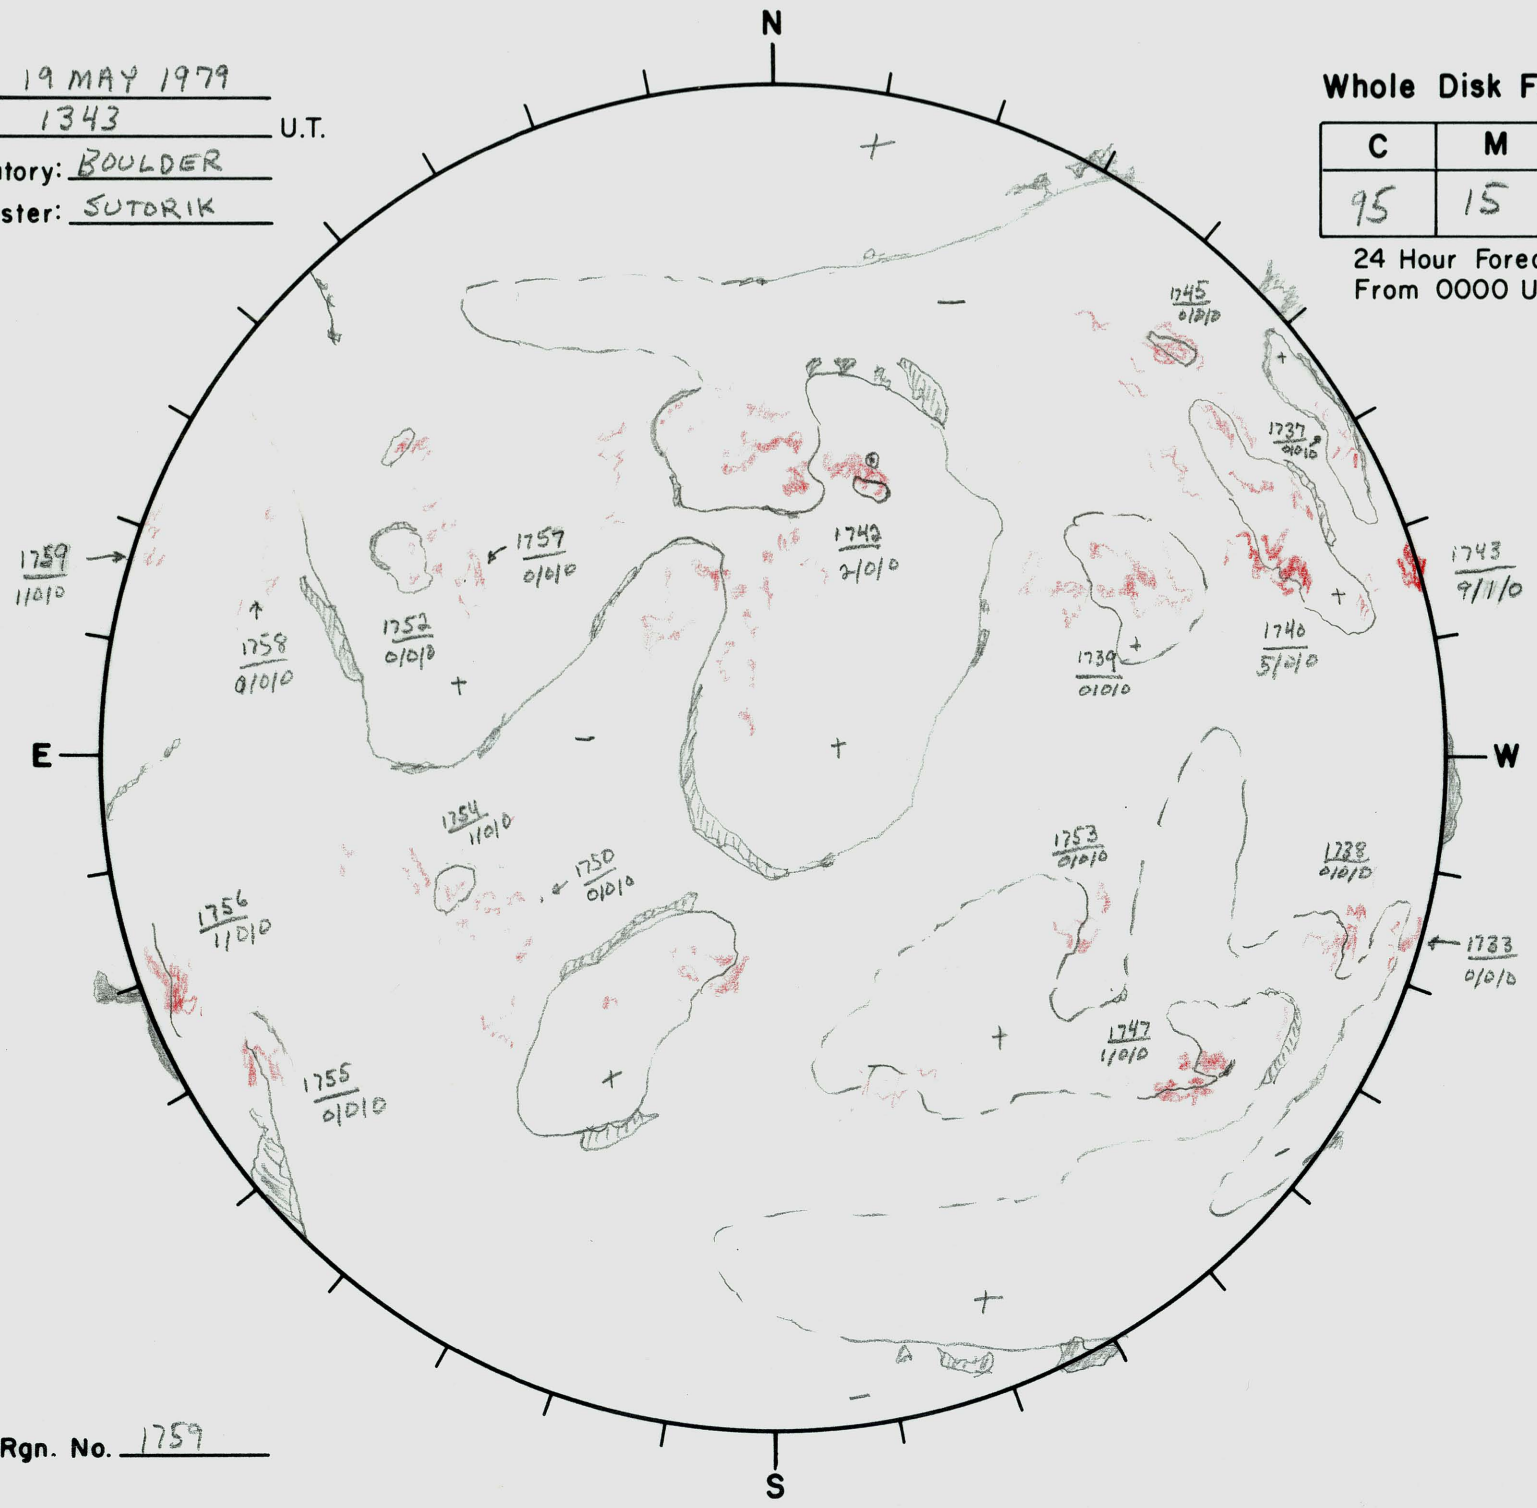 N
19 MAY 1979
1343 U.T.
tory: BOULDER
ster: SUTORIK
Whole Disk F
C M
95 15
24 Hour Forec
From 0000 U
1745
0/0/0
1737
0/0/0
1759
1/0/0
1757
0/0/0
1742
2/0/0
1743
9/1/0
1758
0/0/0
1752
0/0/0
1739
0/0/0
1740
5/0/0
E
W
1754
1/0/0
1750
0/0/0
1753
0/0/0
1738
0/0/0
1756
1/0/0
1733
0/0/0
1747
1/0/0
1755
0/0/0
Rgn. No. 1759
S